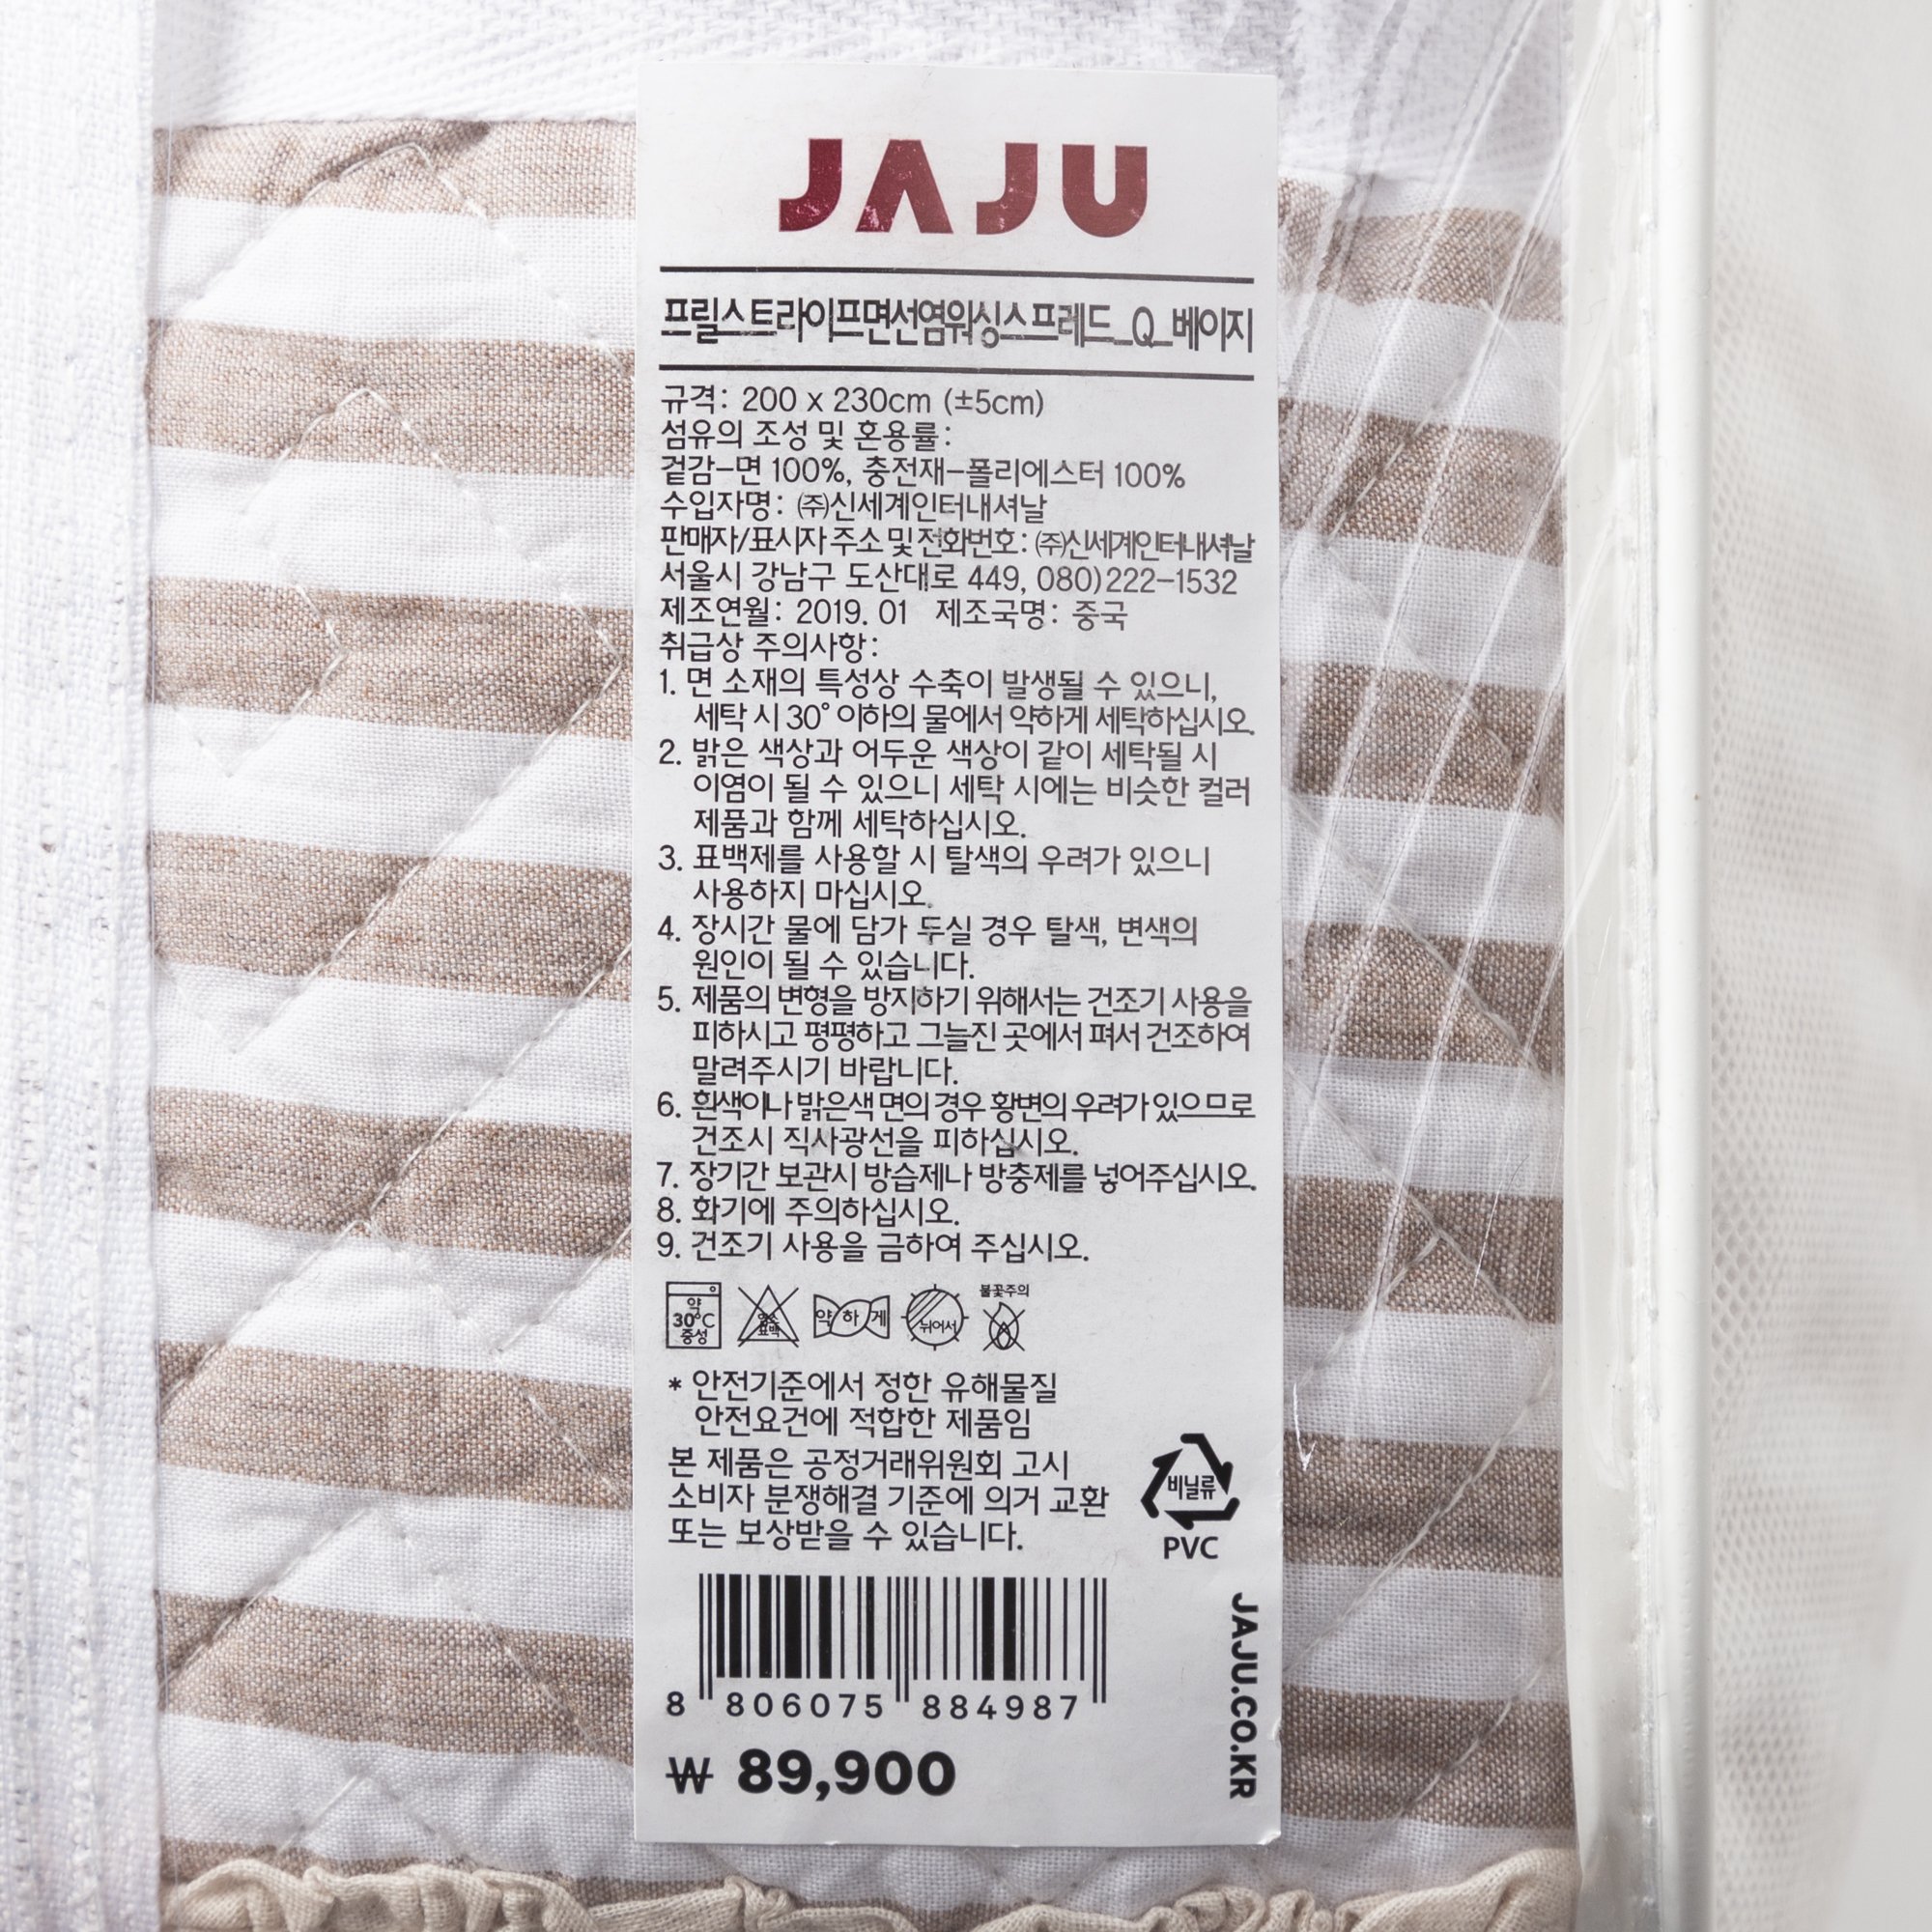 JAJU
프릴스트라이프면선염워싱스프레드_Q_베이지
규격: 200 x 230cm (±5cm)
섬유의 조성 및 혼용률:
겉감-면 100%, 충전재-폴리에스터 100%
수입자명: ㈜신세계인터내셔날
판매자/표시자 주소 및 전화번호: ㈜신세계인터내셔날
서울시 강남구 도산대로 449, 080)222-1532
제조연월: 2019. 01 제조국명: 중국
취급상 주의사항:
1. 면 소재의 특성상 수축이 발생될 수 있으니,
세탁 시 30° 이하의 물에서 약하게 세탁하십시오.
2. 밝은 색상과 어두운 색상이 같이 세탁될 시
이염이 될 수 있으니 세탁 시에는 비슷한 컬러
제품과 함께 세탁하십시오.
3. 표백제를 사용할 시 탈색의 우려가 있으니
사용하지 마십시오.
4. 장시간 물에 담가 두실 경우 탈색, 변색의
원인이 될 수 있습니다.
5. 제품의 변형을 방지하기 위해서는 건조기 사용을
피하시고 평평하고 그늘진 곳에서 펴서 건조하여
말려주시기 바랍니다.
6. 흰색이나 밝은색 면의 경우 황변의 우려가 있으므로
건조시 직사광선을 피하십시오.
7. 장기간 보관시 방습제나 방충제를 넣어주십시오.
8. 화기에 주의하십시오.
9. 건조기 사용을 금하여 주십시오.
불꽃주의
약
30°C
중성
염소
표백
약하게
뉘어서
* 안전기준에서 정한 유해물질
안전요건에 적합한 제품임
본 제품은 공정거래위원회 고시
소비자 분쟁해결 기준에 의거 교환
또는 보상받을 수 있습니다.
비닐류
PVC
8 806075 884987
₩ 89,900
JAJU.CO.KR